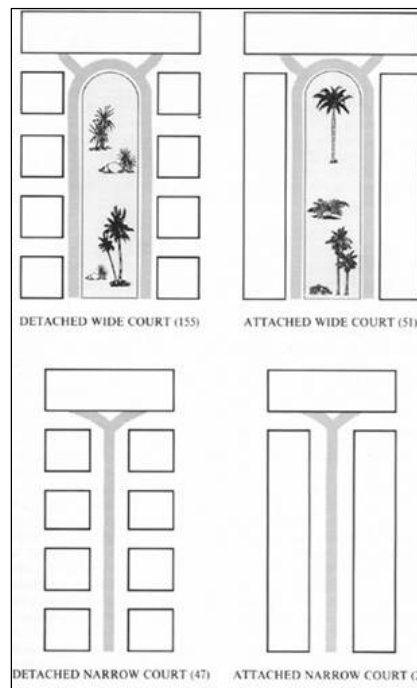 DETACHED WIDE COURT (155)
ATTACHED WIDE COURT (51)
DETACHED NARROW COURT (47)
ATTACHED NARROW COURT